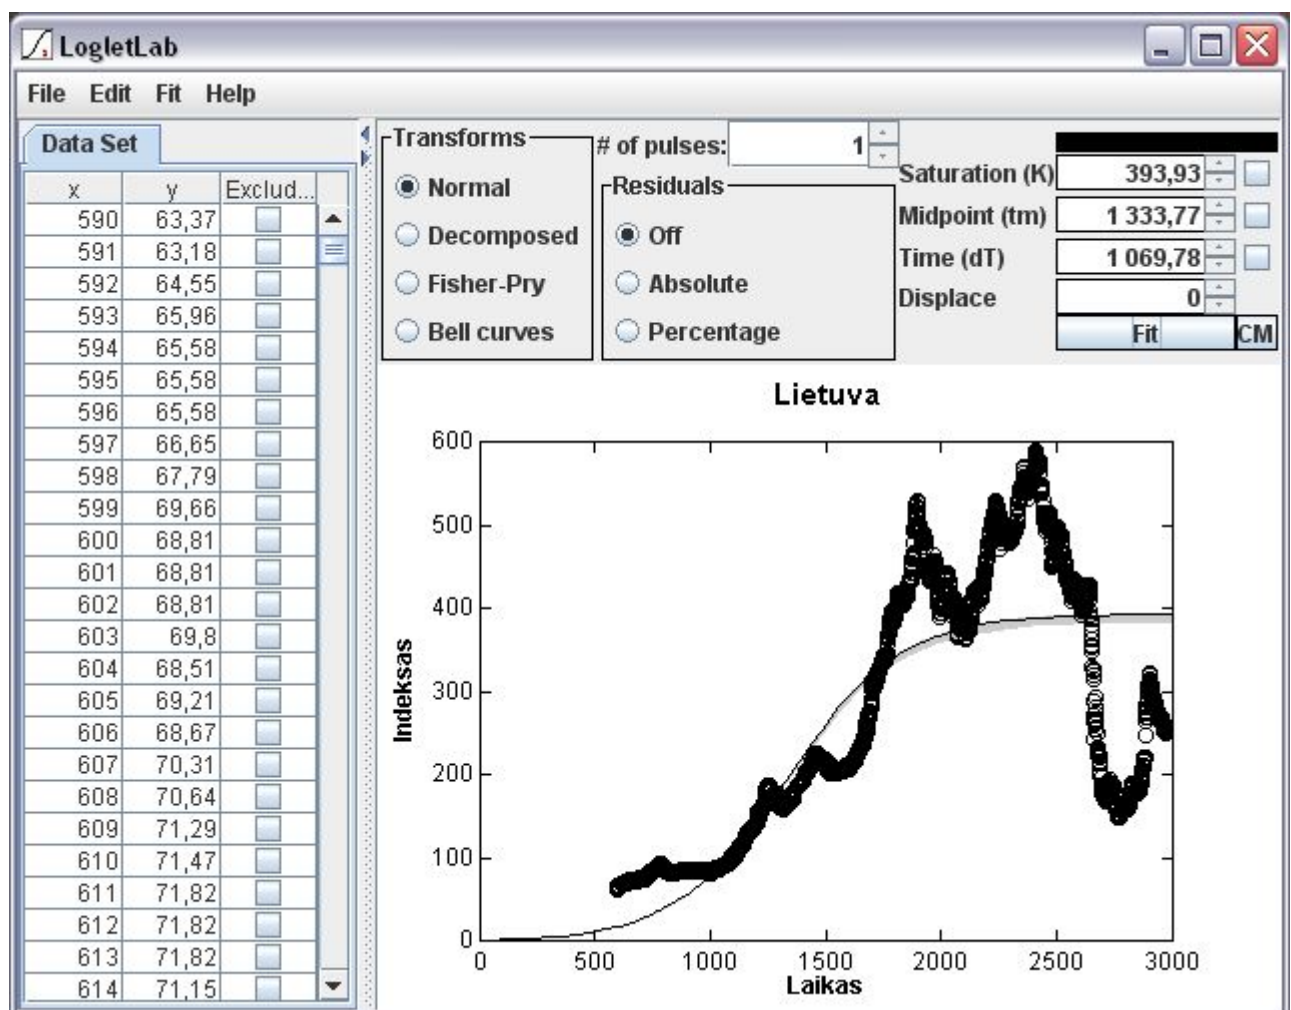 LogletLab
File Edit Fit Help
Data Set
x y Exclud...
590 63,37
591 63,18
592 64,55
593 65,96
594 65,58
595 65,58
596 65,58
597 66,65
598 67,79
599 69,66
600 68,81
601 68,81
602 68,81
603 69,8
604 68,51
605 69,21
606 68,67
607 70,31
608 70,64
609 71,29
610 71,47
611 71,82
612 71,82
613 71,82
614 71,15
Transforms
Normal
Decomposed
Fisher-Pry
Bell curves
# of pulses: 1
Residuals
Off
Absolute
Percentage
Saturation (K) 393,93
Midpoint (tm) 1 333,77
Time (dT) 1 069,78
Displace 0
Fit CM
Lietuva
600
500
400
300
200
100
0
Indeksas
0 500 1000 1500 2000 2500 3000
Laikas